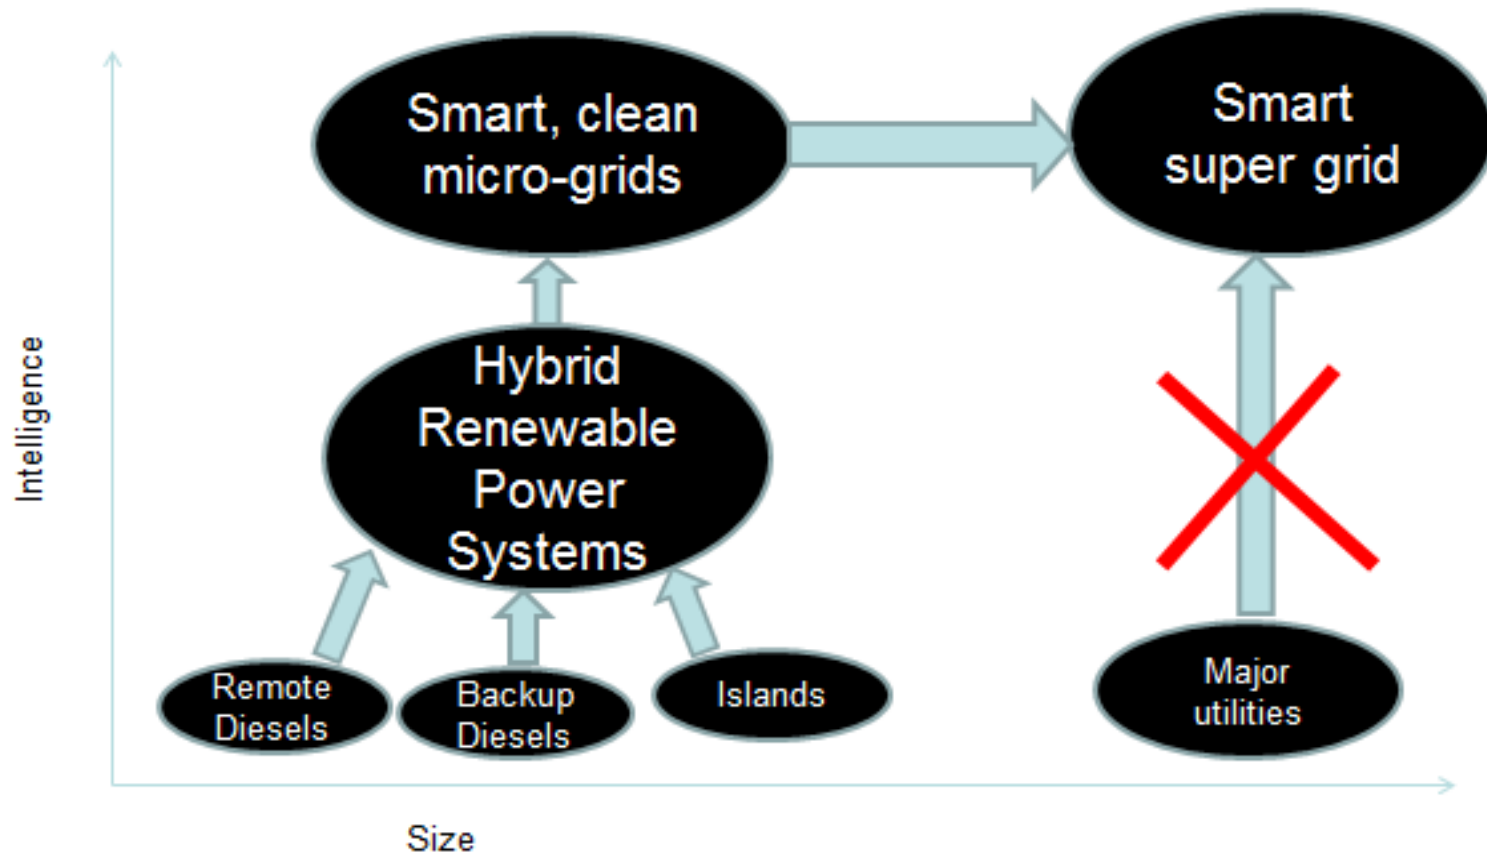 Smart, clean
micro-grids
Smart
super grid
Intelligence
Hybrid
Renewable
Power
Systems
Remote
Diesels
Backup
Diesels
Islands
Major
utilities
Size